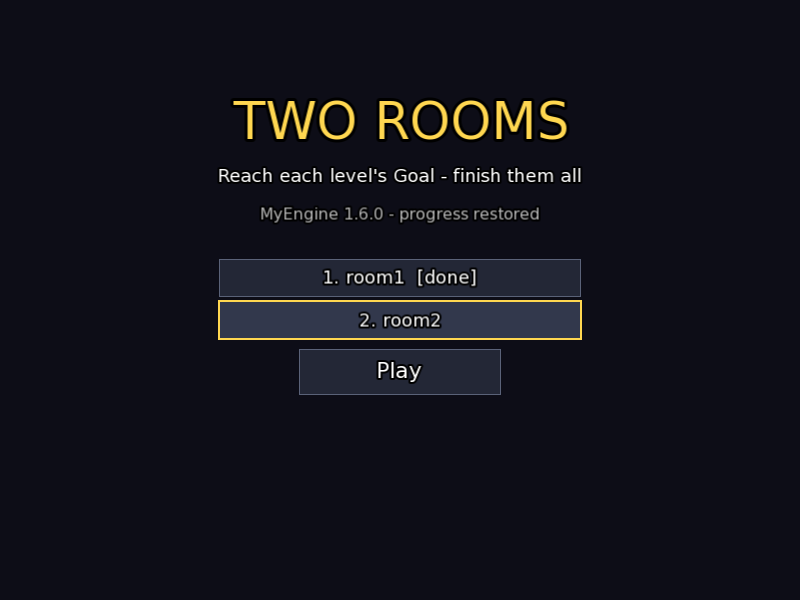 TWO ROOMS
Reach each level's Goal - finish them all
MyEngine 1.6.0 - progress restored
1. room1 [done]
2. room2
Play